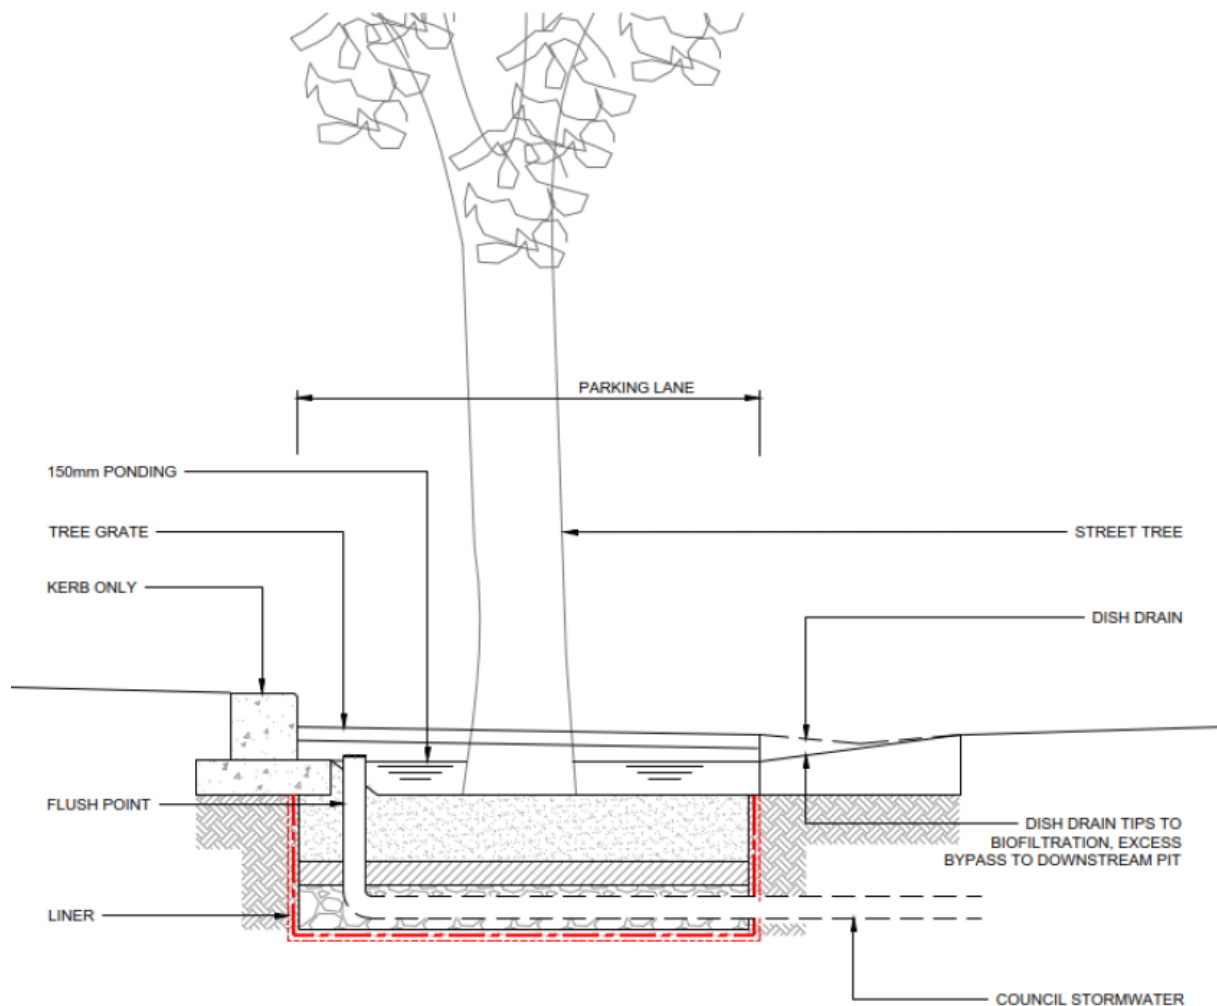 PARKING LANE
150mm PONDING
TREE GRATE
STREET TREE
KERB ONLY
DISH DRAIN
FLUSH POINT
DISH DRAIN TIPS TO
BIOFILTRATION, EXCESS
BYPASS TO DOWNSTREAM PIT
LINER
COUNCIL STORMWATER